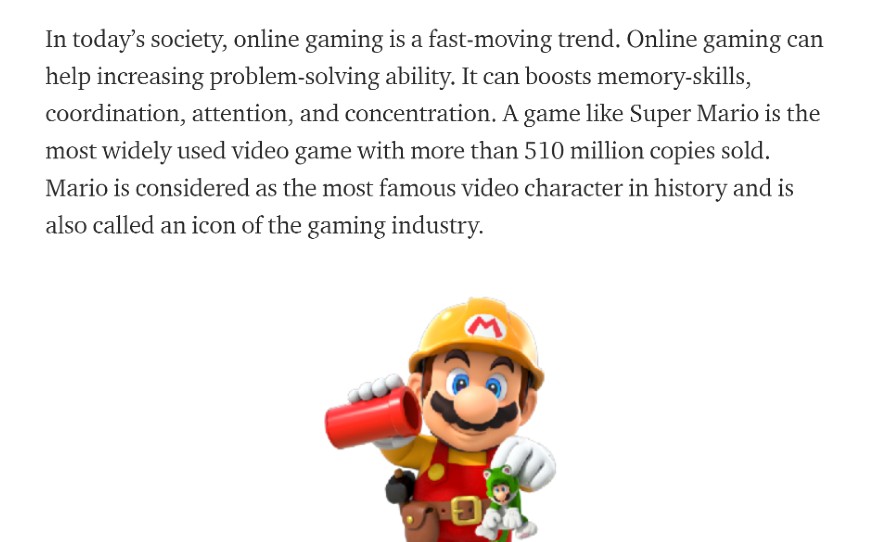 In today’s society, online gaming is a fast-moving trend. Online gaming can
help increasing problem-solving ability. It can boosts memory-skills,
coordination, attention, and concentration. A game like Super Mario is the
most widely used video game with more than 510 million copies sold.
Mario is considered as the most famous video character in history and is
also called an icon of the gaming industry.
M